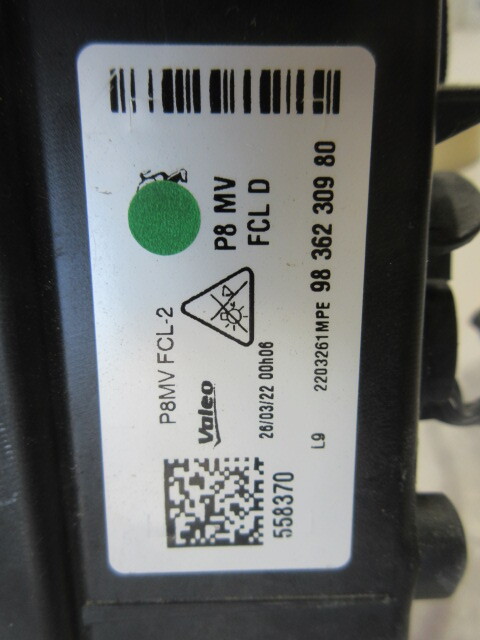 P8 MV
FCL D
2203261MPE 98 362 309 80
P8MV FCL-2
Valeo
26/03/22 00h06
L9
558370